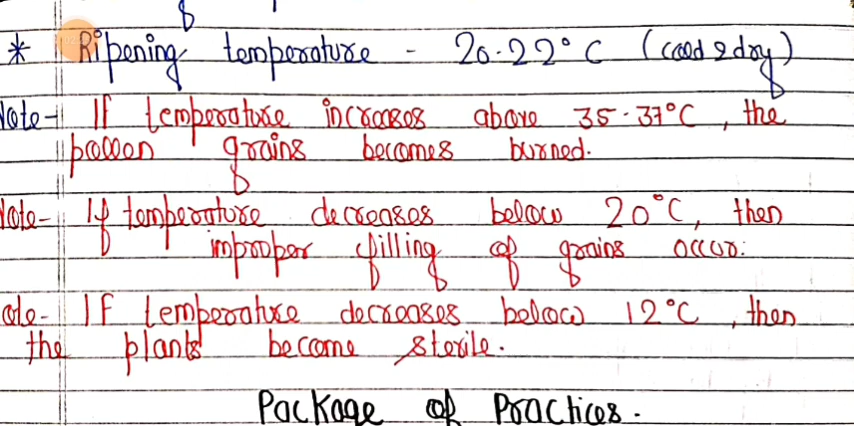 * Ripening temperature - 20-22°C (cold & dry)
Note- If temperature increases above 35-37°C, the
pollen grains becomes burned.
Note- If temperature decreases below 20°C, then
improper filling of grains occur.
ote- If temperature decreases below 12°C, then
the plants become sterile.
Package of Practices.